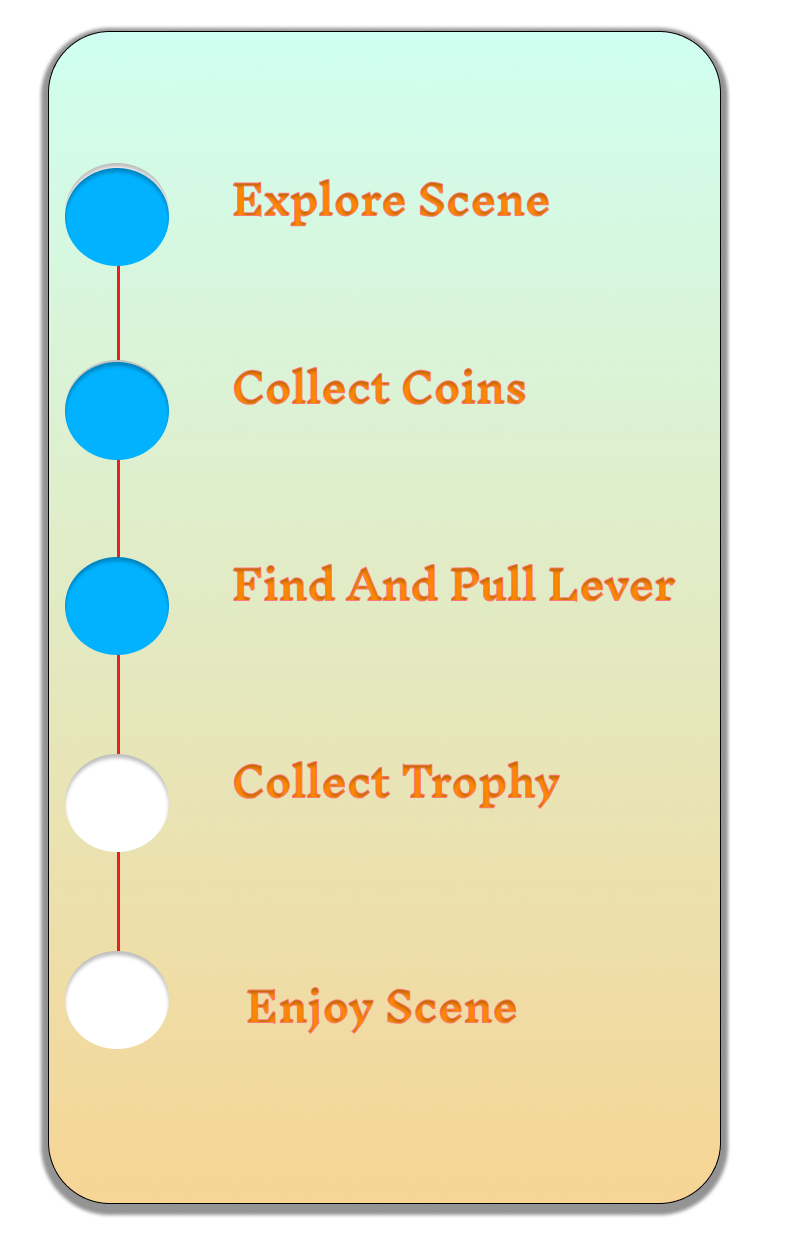 Explore Scene
Collect Coins
Find And Pull Lever
Collect Trophy
Enjoy Scene